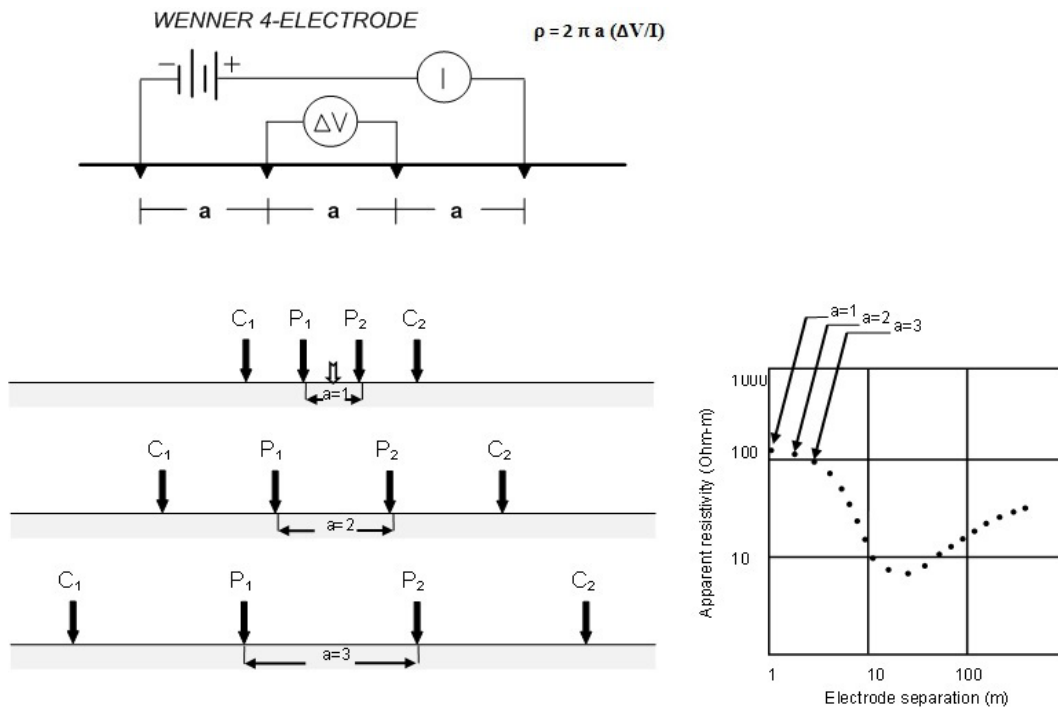 WENNER 4-ELECTRODE
ρ = 2 π a (ΔV/I)
− +
I
ΔV
a a a
C₁ P₁ P₂ C₂
a=1
C₁ P₁ P₂ C₂
a=2
C₁ P₁ P₂ C₂
a=3
a=1
a=2
a=3
1000
100
10
Apparent resistivity (Ohm-m)
1 10 100
Electrode separation (m)